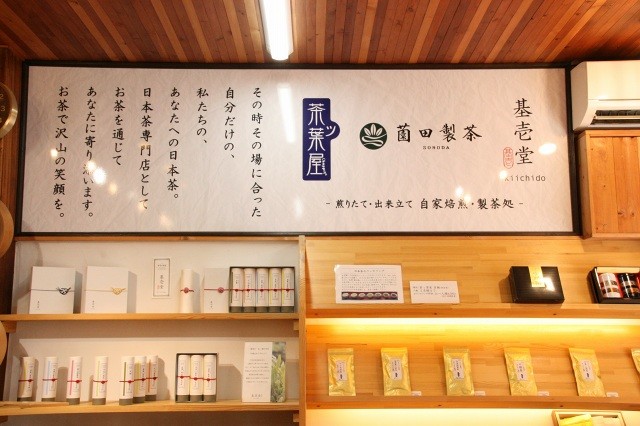 その時その場に合った
自分だけの、
私たちの、
あなたへの日本茶。
日本茶専門店として
お茶を通じて
あなたに寄り添います。
お茶で沢山の笑顔を。
茶ッ葉屋
薗田製茶
SONODA
基壱堂
kiichido
- 煎りたて・出来立て 自家焙煎・製茶処 -